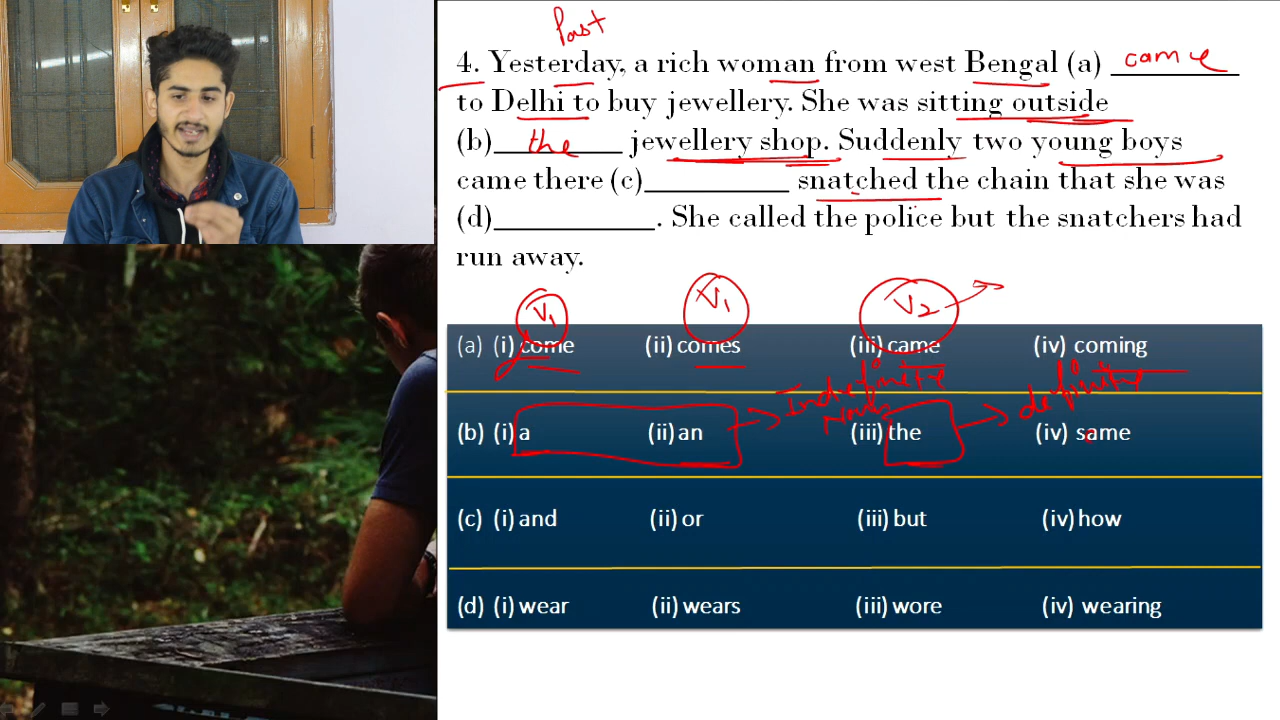 Past
4. Yesterday, a rich woman from west Bengal (a) came
to Delhi to buy jewellery. She was sitting outside
(b) the jewellery shop. Suddenly two young boys
came there (c)__________ snatched the chain that she was
(d)___________. She called the police but the snatchers had
run away.
V1 V1 V2
(a) (i) come (ii) comes (iii) came (iv) coming
Indefinite definite
(b) (i) a (ii) an (iii) the (iv) same
(c) (i) and (ii) or (iii) but (iv) how
(d) (i) wear (ii) wears (iii) wore (iv) wearing